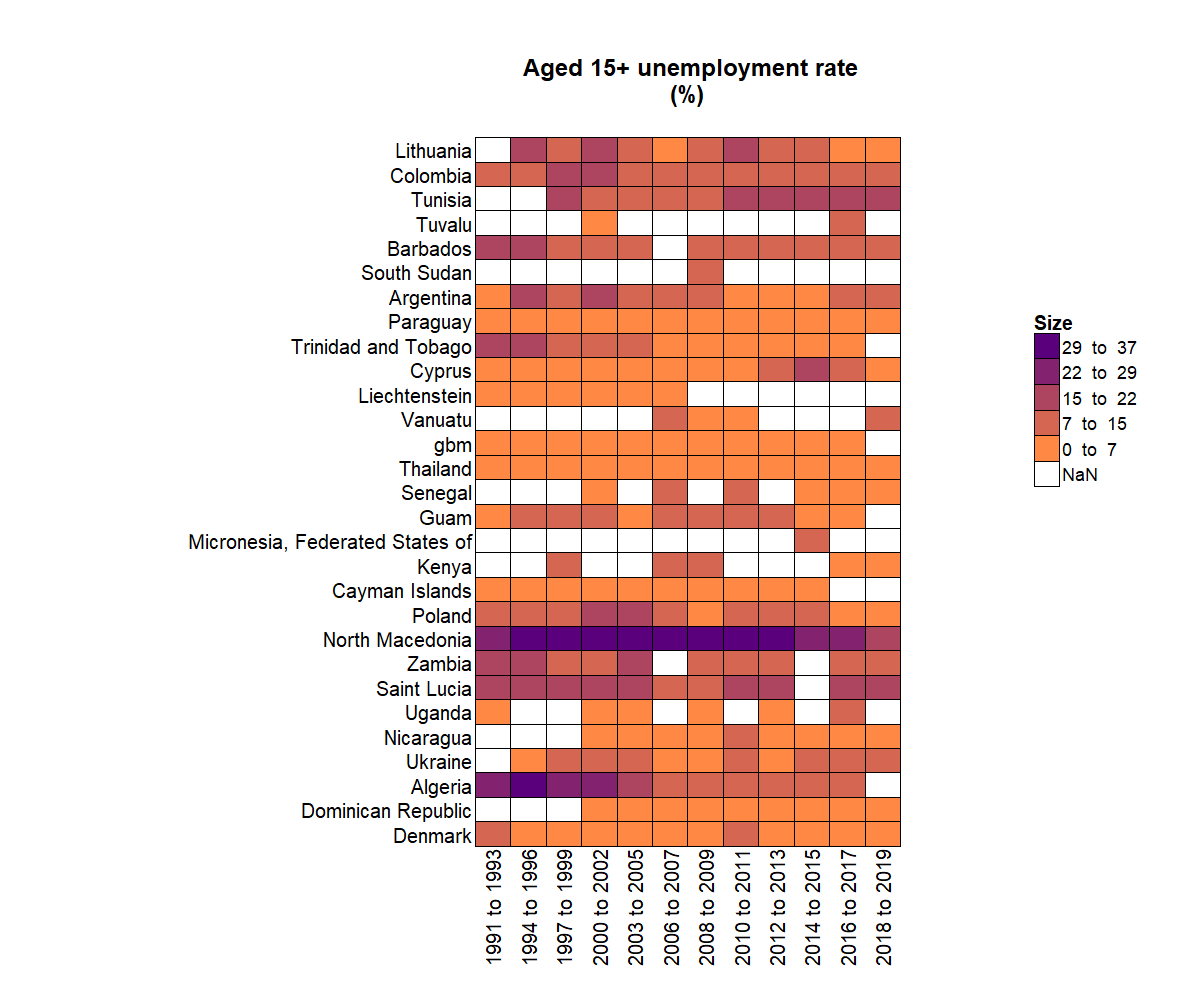 Aged 15+ unemployment rate
(%)
Lithuania
Colombia
Tunisia
Tuvalu
Barbados
South Sudan
Argentina
Paraguay
Trinidad and Tobago
Cyprus
Liechtenstein
Vanuatu
gbm
Thailand
Senegal
Guam
Micronesia, Federated States of
Kenya
Cayman Islands
Poland
North Macedonia
Zambia
Saint Lucia
Uganda
Nicaragua
Ukraine
Algeria
Dominican Republic
Denmark
1991 to 1993
1994 to 1996
1997 to 1999
2000 to 2002
2003 to 2005
2006 to 2007
2008 to 2009
2010 to 2011
2012 to 2013
2014 to 2015
2016 to 2017
2018 to 2019
Size
29 to 37
22 to 29
15 to 22
7 to 15
0 to 7
NaN